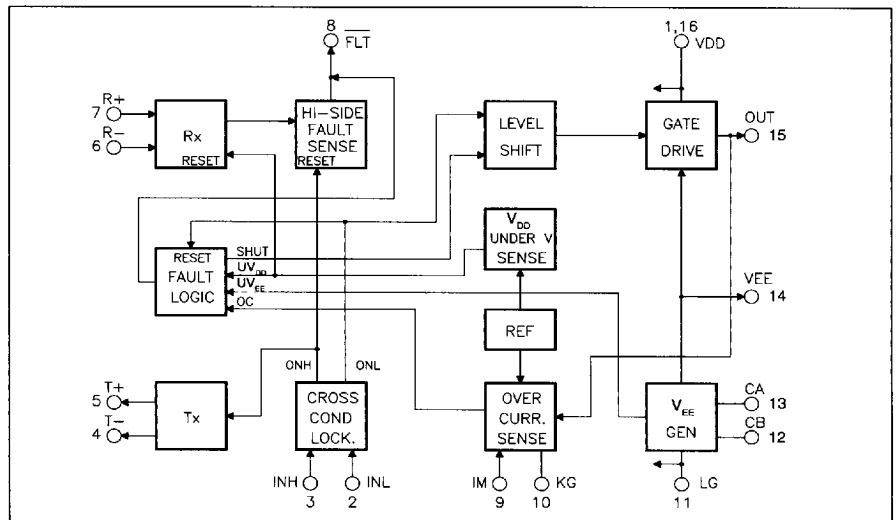 8
FLT
1,16
VDD
R+
7
R-
6
Rx
RESET
HI-SIDE
FAULT
SENSE
RESET
LEVEL
SHIFT
GATE
DRIVE
OUT
15
RESET
FAULT
LOGIC
SHUT
UVDD
UVEE
OC
VDD
UNDER V
SENSE
VEE
14
REF
ONH
ONL
T+
5
T-
4
Tx
CROSS
COND
LOCK.
OVER
CURR.
SENSE
VEE
GEN
CA
13
CB
12
INH
3
INL
2
IM
9
KG
10
LG
11